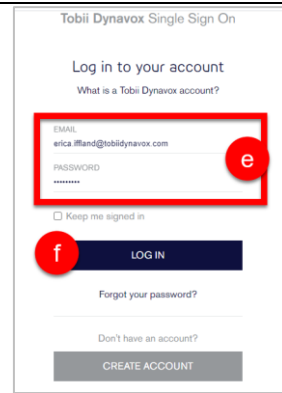 Tobii Dynavox Single Sign On
Log in to your account
What is a Tobii Dynavox account?
EMAIL
erica.iffland@tobiidynavox.com
e
PASSWORD
•••••••••
Keep me signed in
f
LOG IN
Forgot your password?
Don't have an account?
CREATE ACCOUNT